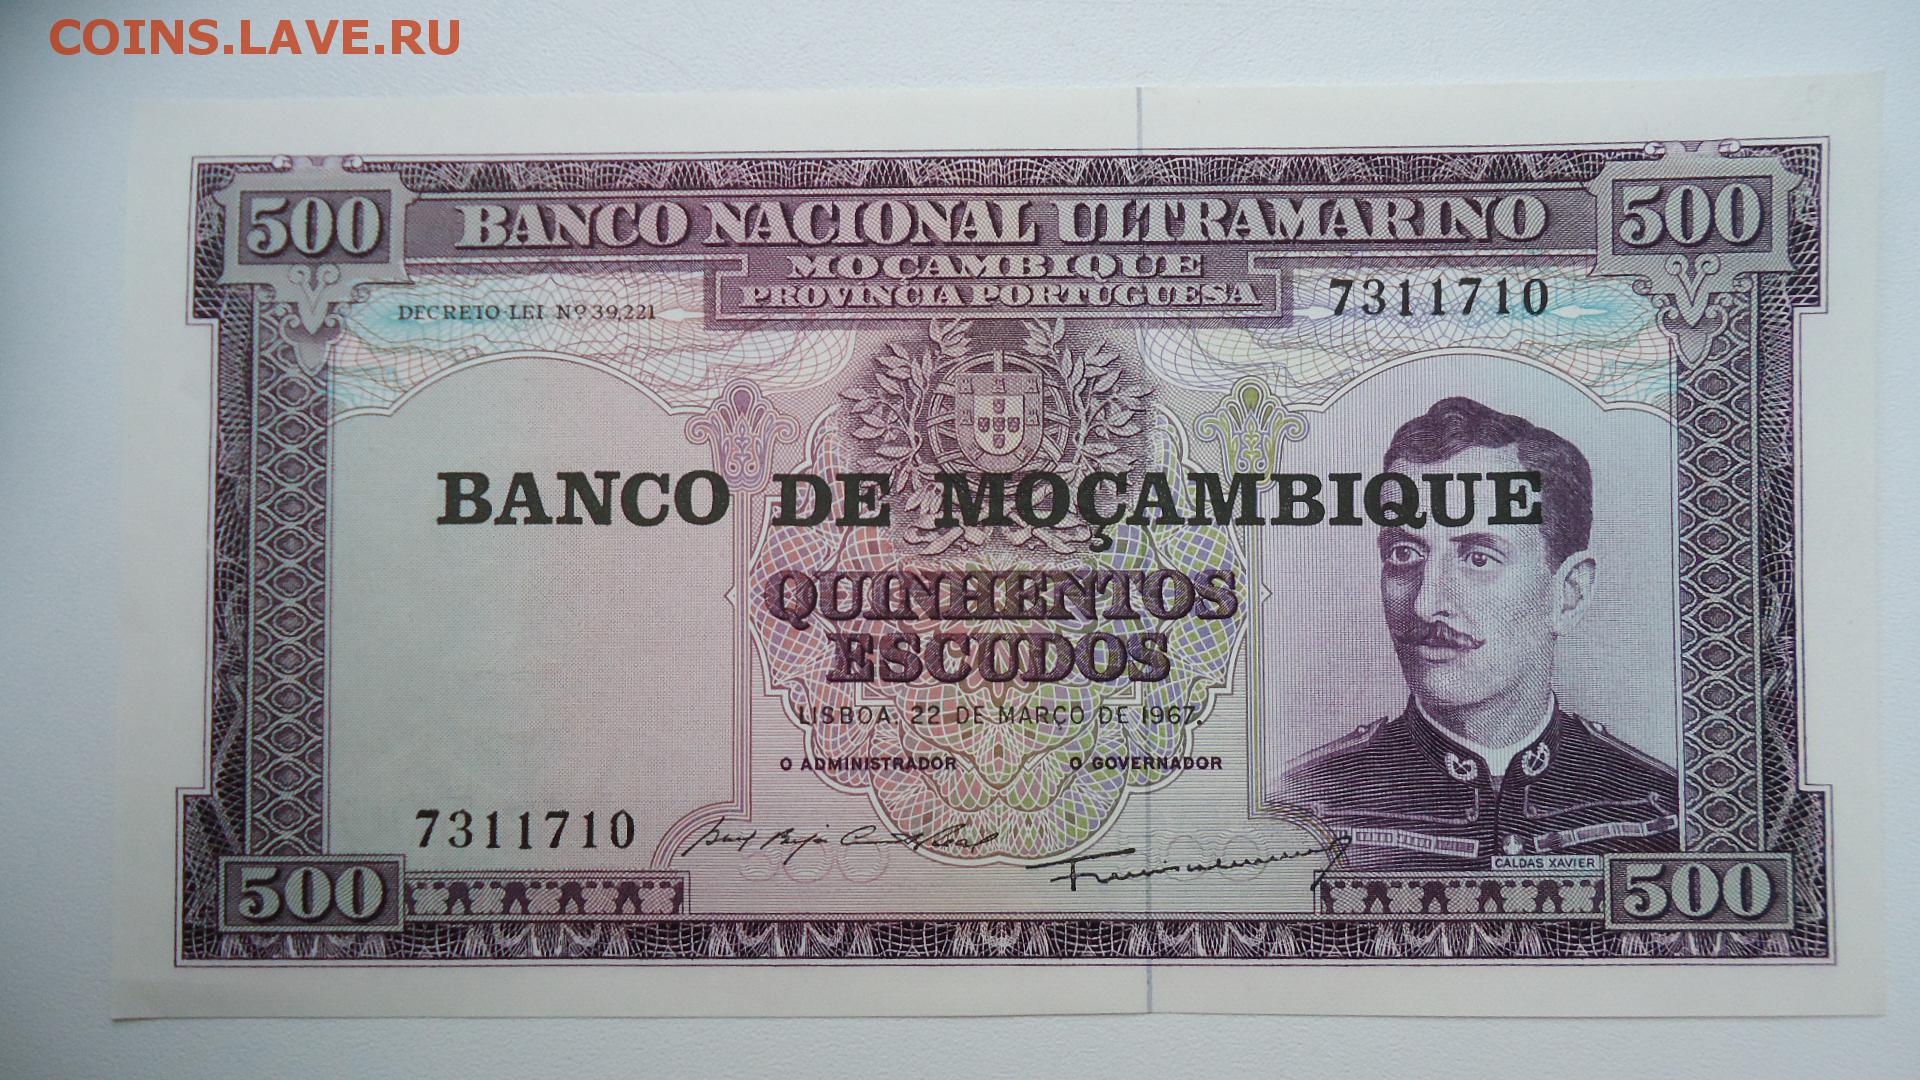 COINS.LAVE.RU
500 BANCO NACIONAL ULTRAMARINO 500
MOÇAMBIQUE
PROVÍNCIA PORTUGUESA
DECRETO-LEI Nº 39,221
7311710
BANCO DE MOÇAMBIQUE
QUINHENTOS
ESCUDOS
LISBOA, 22 DE MARÇO DE 1967.
O ADMINISTRADOR O GOVERNADOR
7311710
CALDAS XAVIER
500 500